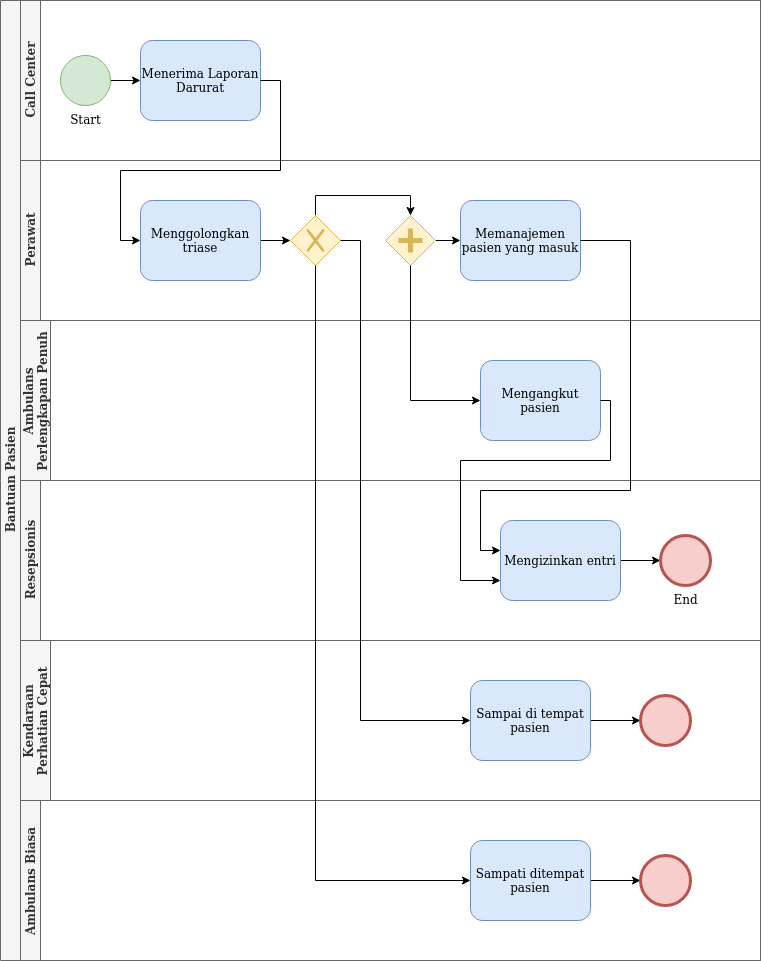 Bantuan Pasien
Call Center
Start
Menerima Laporan
Darurat
Perawat
Menggolongkan
triase
Memanajemen
pasien yang masuk
Ambulans
Perlengkapan Penuh
Mengangkut
pasien
Resepsionis
Mengizinkan entri
End
Kendaraan
Perhatian Cepat
Sampai di tempat
pasien
Ambulans Biasa
Sampati ditempat
pasien